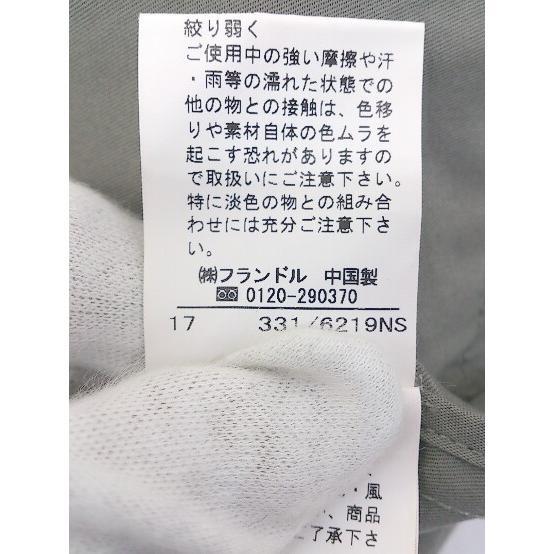 絞り弱く
ご使用中の強い摩擦や汗
・雨等の濡れた状態での
他の物との接触は、色移
りや素材自体の色ムラを
起こす恐れがありますの
で取扱いにご注意下さい。
特に淡色の物との組み合
わせには充分ご注意下さ
い。
㈱フランドル 中国製
0120-290370
17 331/6219NS
・風
、商品
了承下さ